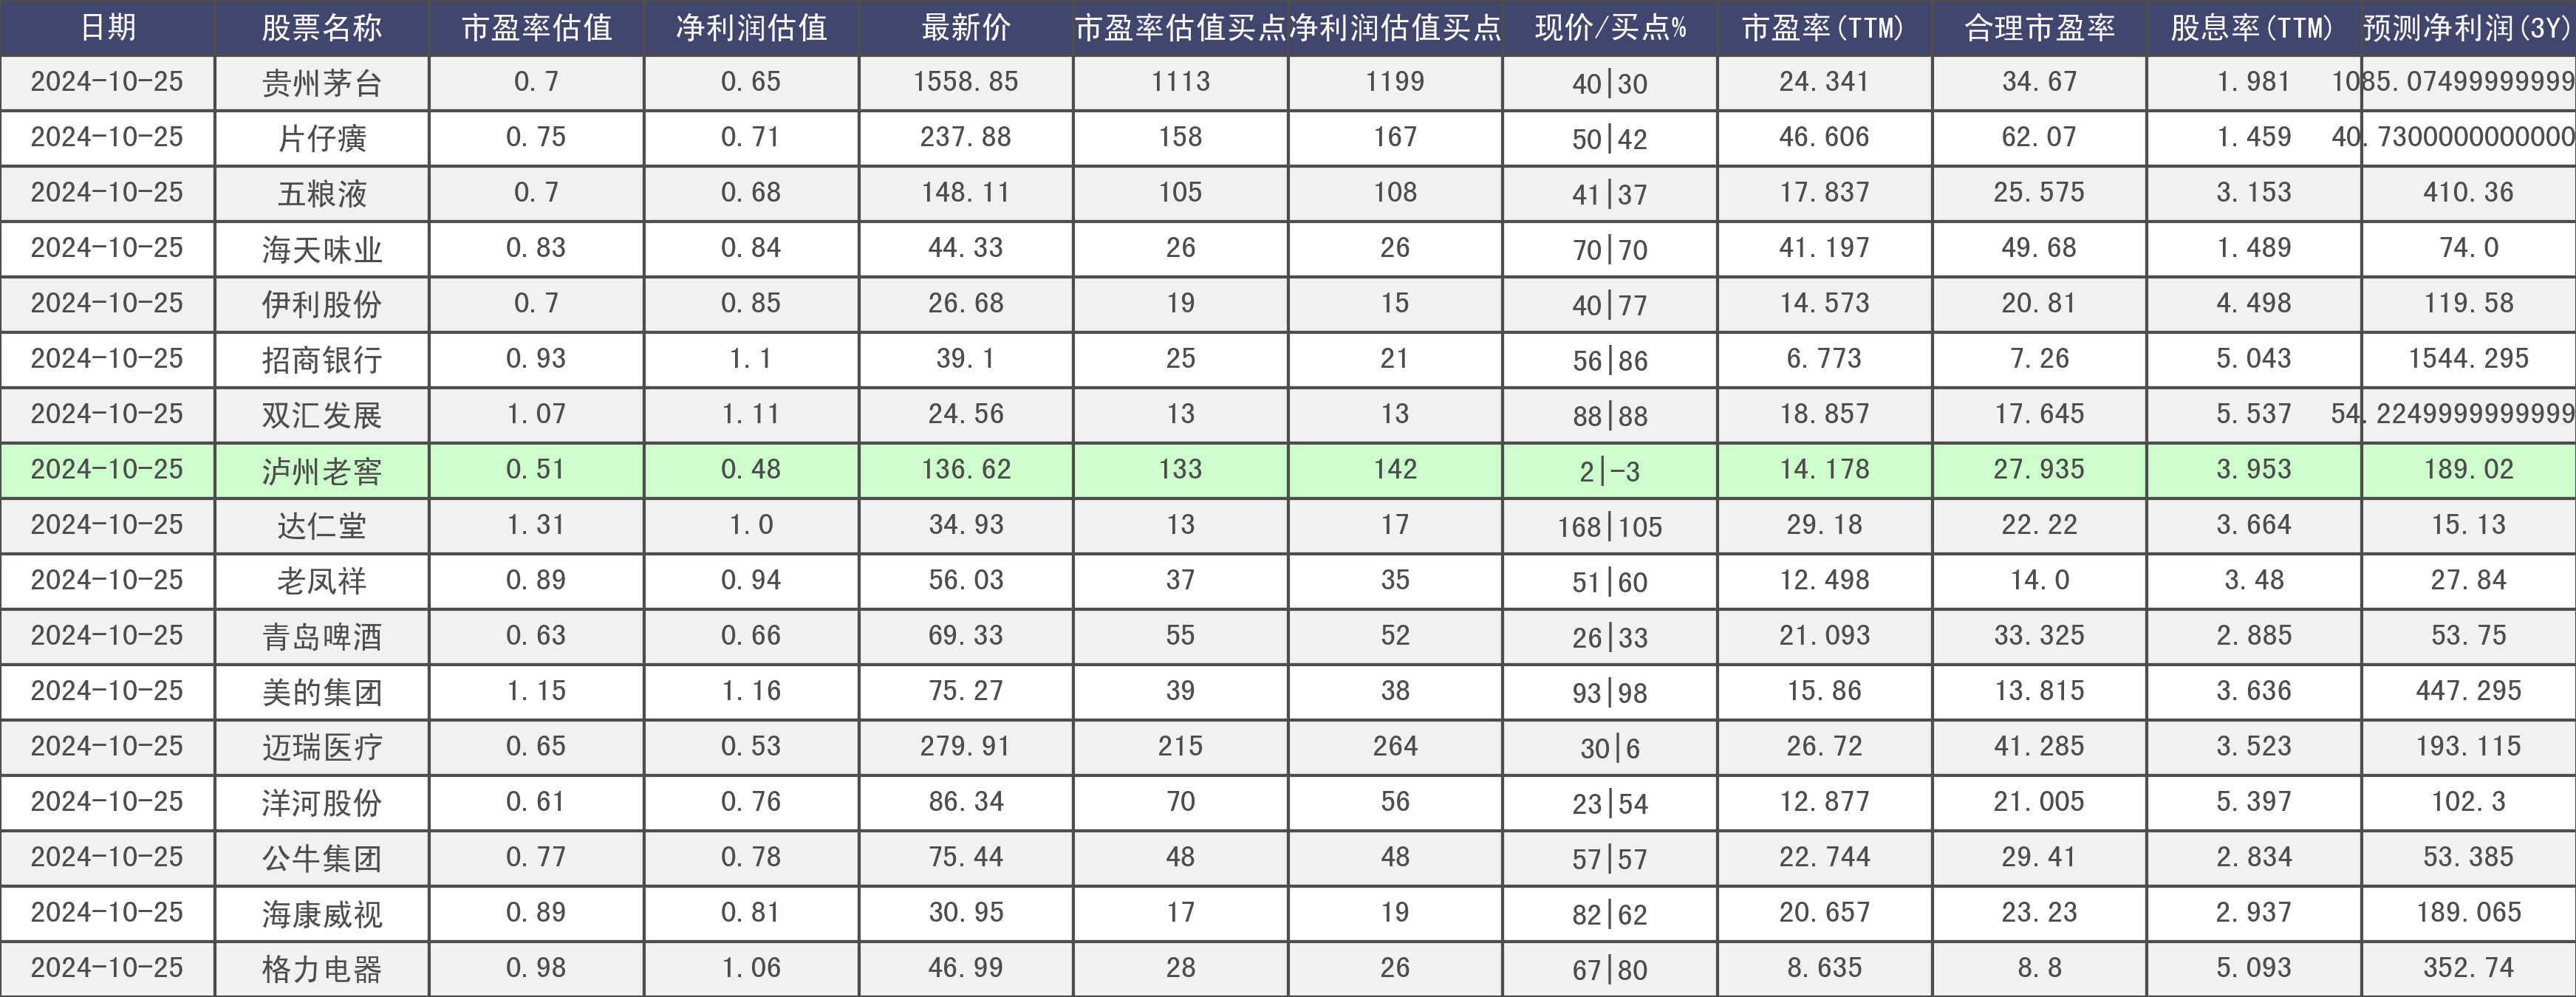 日期 股票名称 市盈率估值 净利润估值 最新价 市盈率估值买点 净利润估值买点 现价/买点% 市盈率(TTM) 合理市盈率 股息率(TTM) 预测净利润(3Y)
2024-10-25 贵州茅台 0.7 0.65 1558.85 1113 1199 40|30 24.341 34.67 1.981 1085.07499999999
2024-10-25 片仔癀 0.75 0.71 237.88 158 167 50|42 46.606 62.07 1.459 40.7300000000000
2024-10-25 五粮液 0.7 0.68 148.11 105 108 41|37 17.837 25.575 3.153 410.36
2024-10-25 海天味业 0.83 0.84 44.33 26 26 70|70 41.197 49.68 1.489 74.0
2024-10-25 伊利股份 0.7 0.85 26.68 19 15 40|77 14.573 20.81 4.498 119.58
2024-10-25 招商银行 0.93 1.1 39.1 25 21 56|86 6.773 7.26 5.043 1544.295
2024-10-25 双汇发展 1.07 1.11 24.56 13 13 88|88 18.857 17.645 5.537 54.2249999999999
2024-10-25 泸州老窖 0.51 0.48 136.62 133 142 2|-3 14.178 27.935 3.953 189.02
2024-10-25 达仁堂 1.31 1.0 34.93 13 17 168|105 29.18 22.22 3.664 15.13
2024-10-25 老凤祥 0.89 0.94 56.03 37 35 51|60 12.498 14.0 3.48 27.84
2024-10-25 青岛啤酒 0.63 0.66 69.33 55 52 26|33 21.093 33.325 2.885 53.75
2024-10-25 美的集团 1.15 1.16 75.27 39 38 93|98 15.86 13.815 3.636 447.295
2024-10-25 迈瑞医疗 0.65 0.53 279.91 215 264 30|6 26.72 41.285 3.523 193.115
2024-10-25 洋河股份 0.61 0.76 86.34 70 56 23|54 12.877 21.005 5.397 102.3
2024-10-25 公牛集团 0.77 0.78 75.44 48 48 57|57 22.744 29.41 2.834 53.385
2024-10-25 海康威视 0.89 0.81 30.95 17 19 82|62 20.657 23.23 2.937 189.065
2024-10-25 格力电器 0.98 1.06 46.99 28 26 67|80 8.635 8.8 5.093 352.74